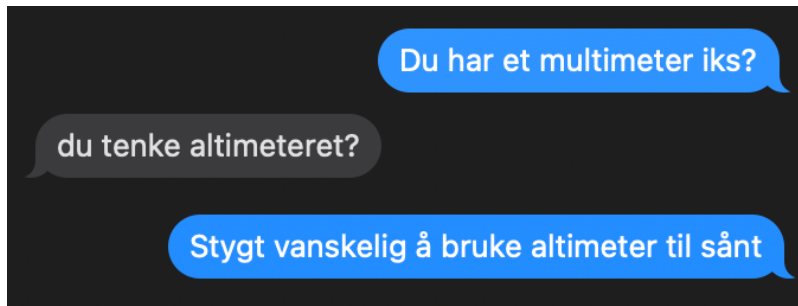 Du har et multimeter iks?
du tenke altimeteret?
Stygt vanskelig å bruke altimeter til sånt